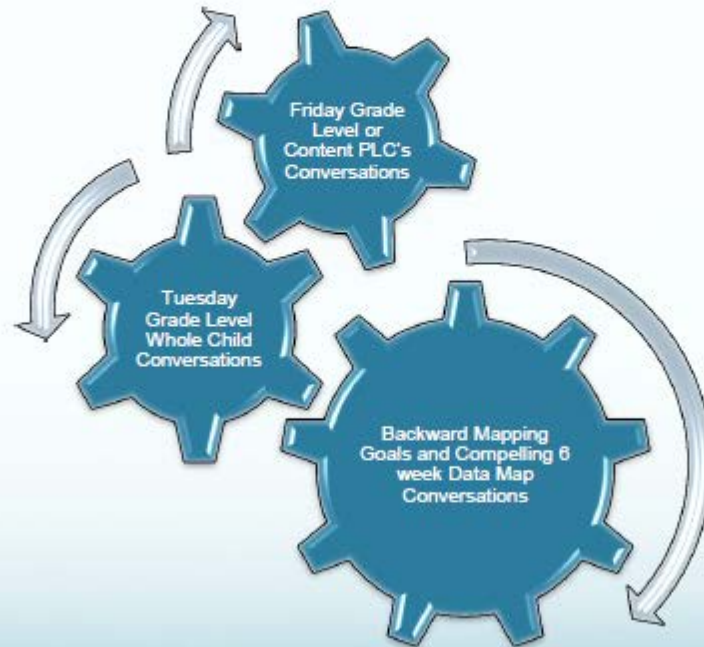 Friday Grade
Level or
Content PLC's
Conversations
Tuesday
Grade Level
Whole Child
Conversations
Backward Mapping
Goals and Compelling 6
week Data Map
Conversations